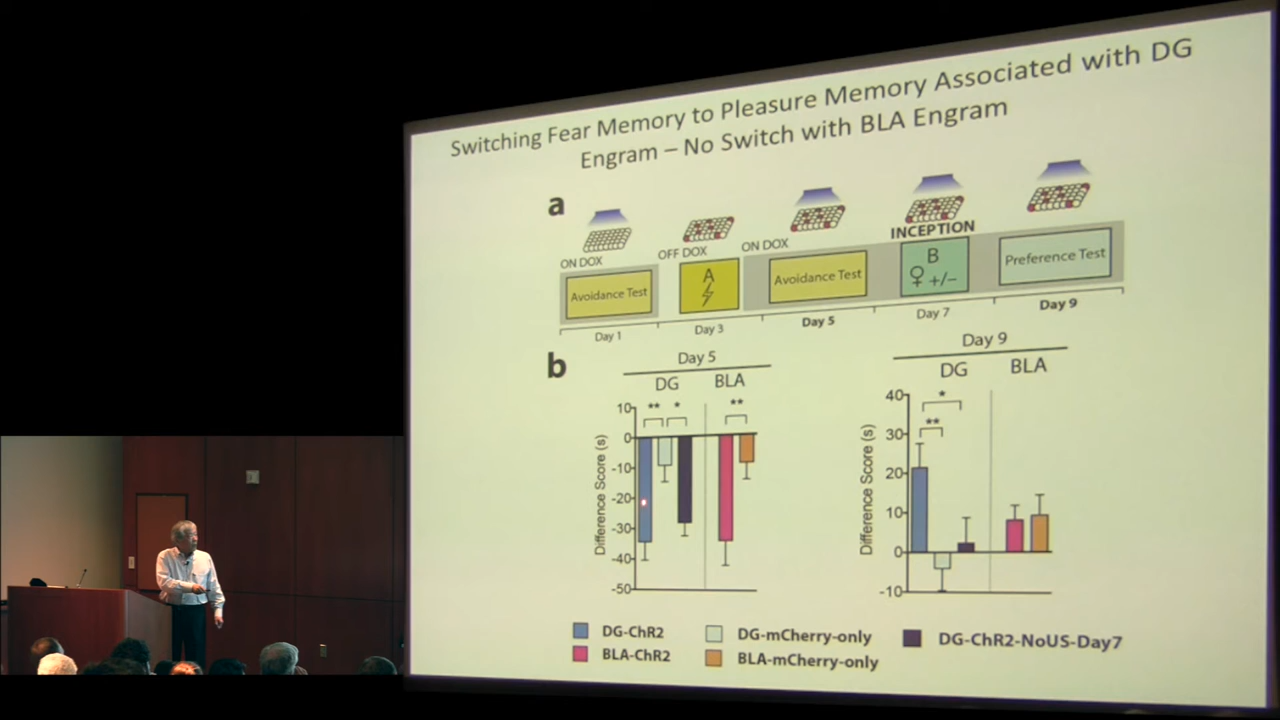 Switching Fear Memory to Pleasure Memory Associated with DG
Engram – No Switch with BLA Engram
a
INCEPTION
ON DOX
OFF DOX
ON DOX
Avoidance Test
A
Avoidance Test
B
♀ +/–
Preference Test
Day 1
Day 3
Day 5
Day 7
Day 9
b
Day 5
DG
BLA
**
*
**
Difference Score (s)
10
0
-10
-20
-30
-40
-50
Day 9
DG
BLA
*
**
Difference Score (s)
40
30
20
10
0
-10
DG-ChR2
DG-mCherry-only
DG-ChR2-NoUS-Day7
BLA-ChR2
BLA-mCherry-only